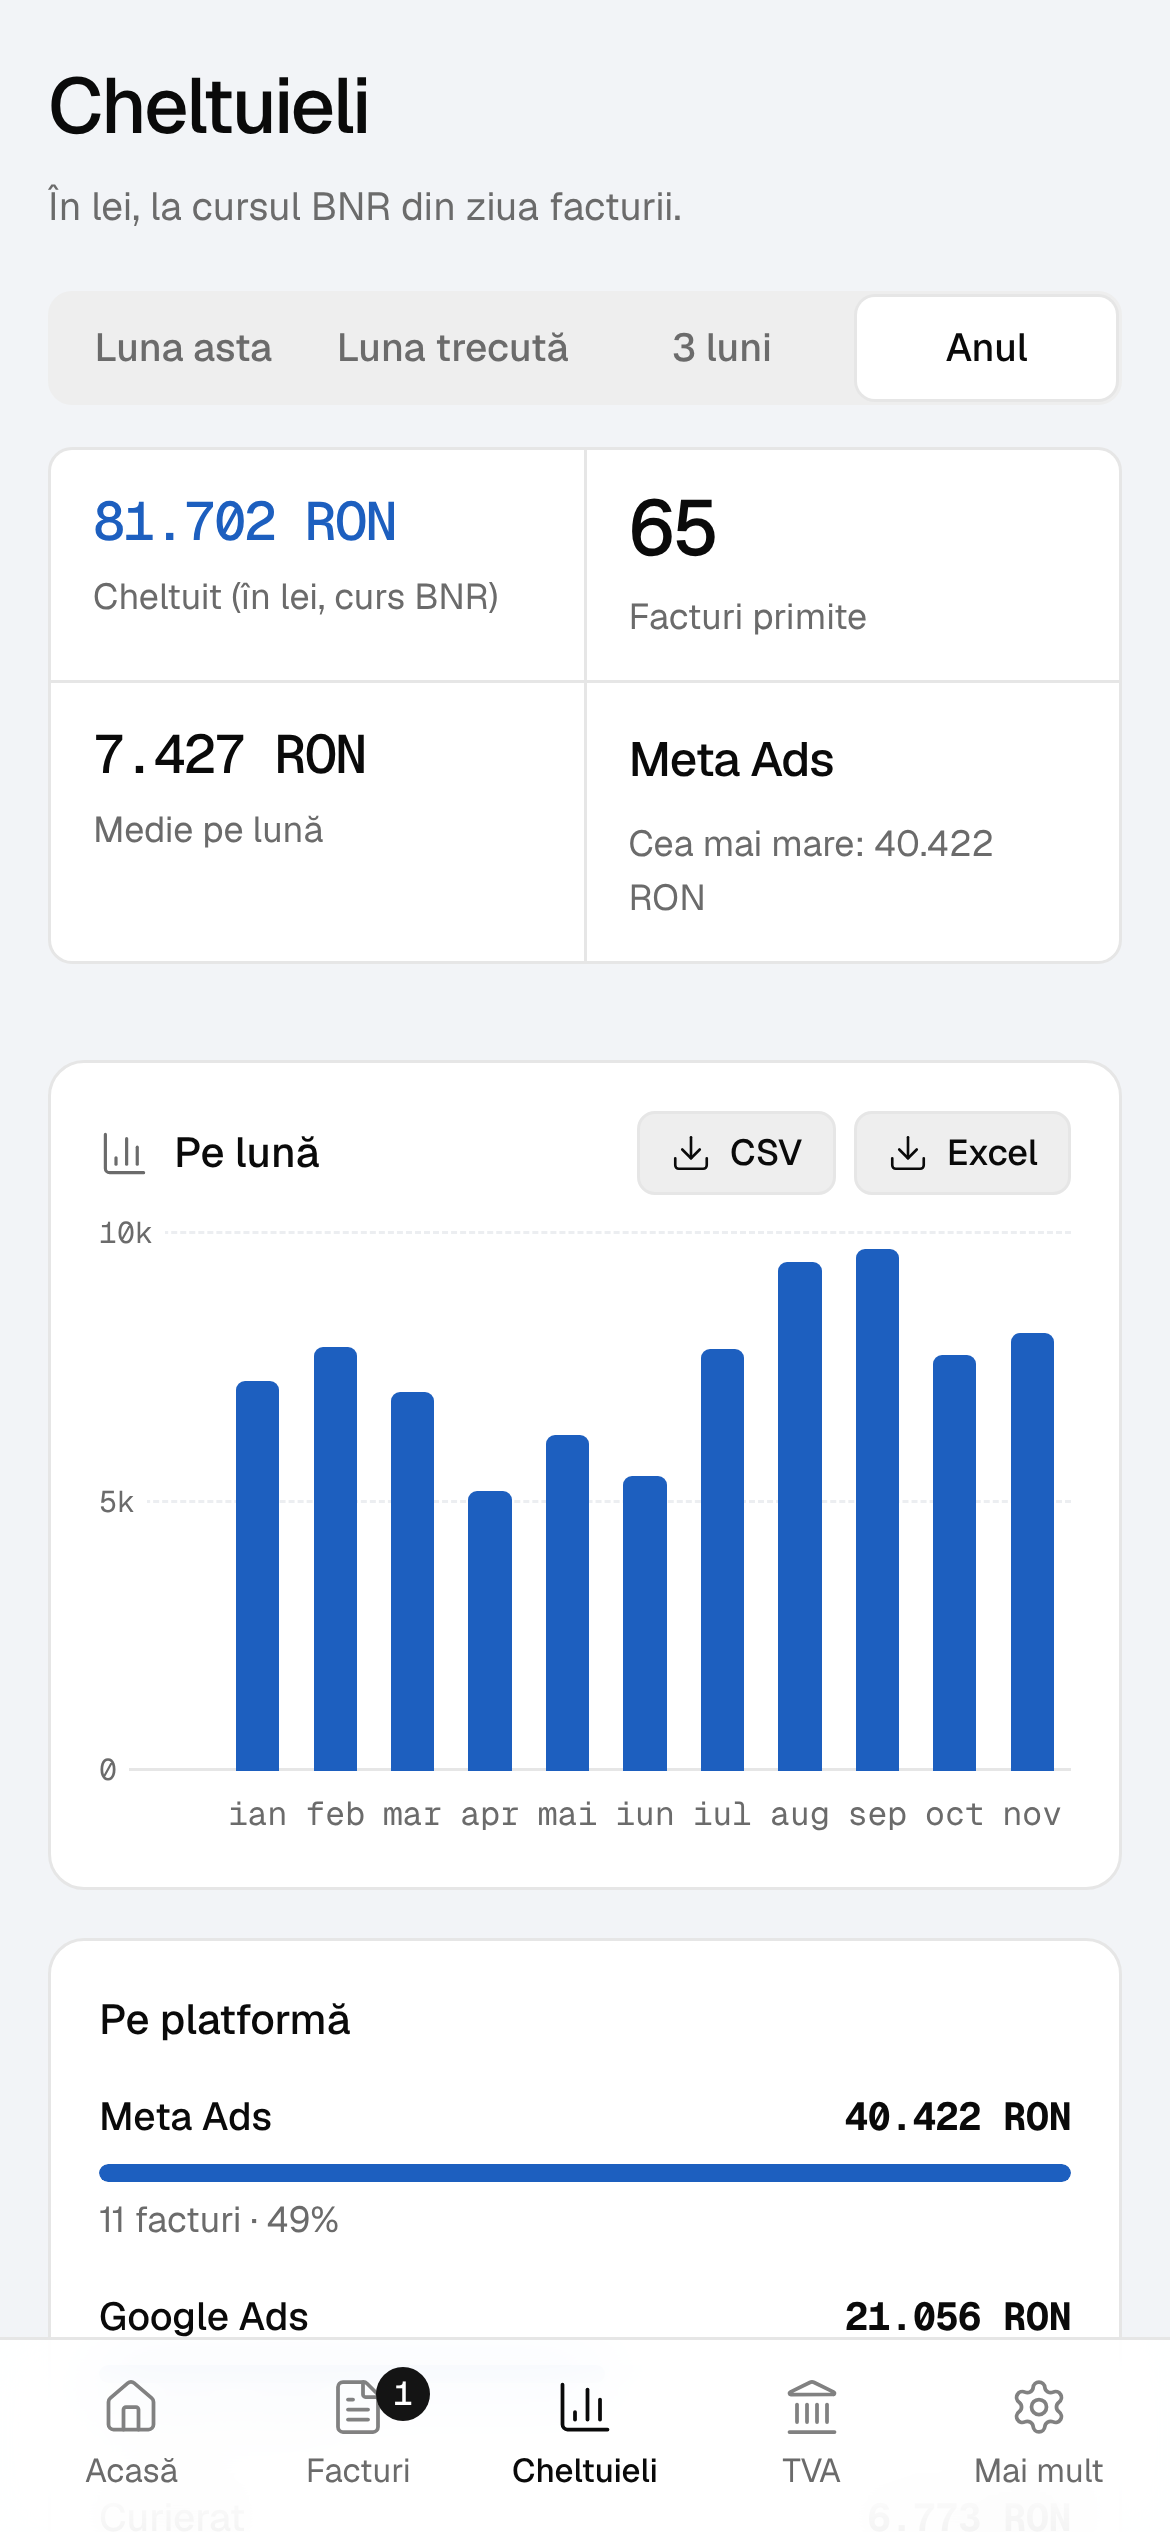 Cheltuieli
În lei, la cursul BNR din ziua facturii.
Luna asta Luna trecută 3 luni Anul
81.702 RON
Cheltuit (în lei, curs BNR)
65
Facturi primite
7.427 RON
Medie pe lună
Meta Ads
Cea mai mare: 40.422
RON
Pe lună CSV Excel
10k
5k
0
ian feb mar apr mai iun iul aug sep oct nov
Pe platformă
Meta Ads 40.422 RON
11 facturi · 49%
Google Ads 21.056 RON
1
Acasă Facturi Cheltuieli TVA Mai mult
Curierat 6.773 RON